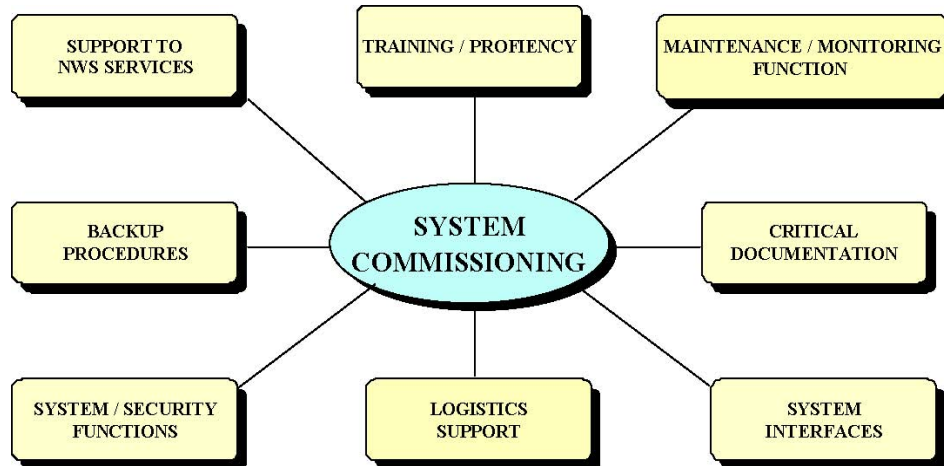 SUPPORT TO
NWS SERVICES
TRAINING / PROFIENCY
MAINTENANCE / MONITORING
FUNCTION
BACKUP
PROCEDURES
SYSTEM
COMMISSIONING
CRITICAL
DOCUMENTATION
SYSTEM / SECURITY
FUNCTIONS
LOGISTICS
SUPPORT
SYSTEM
INTERFACES